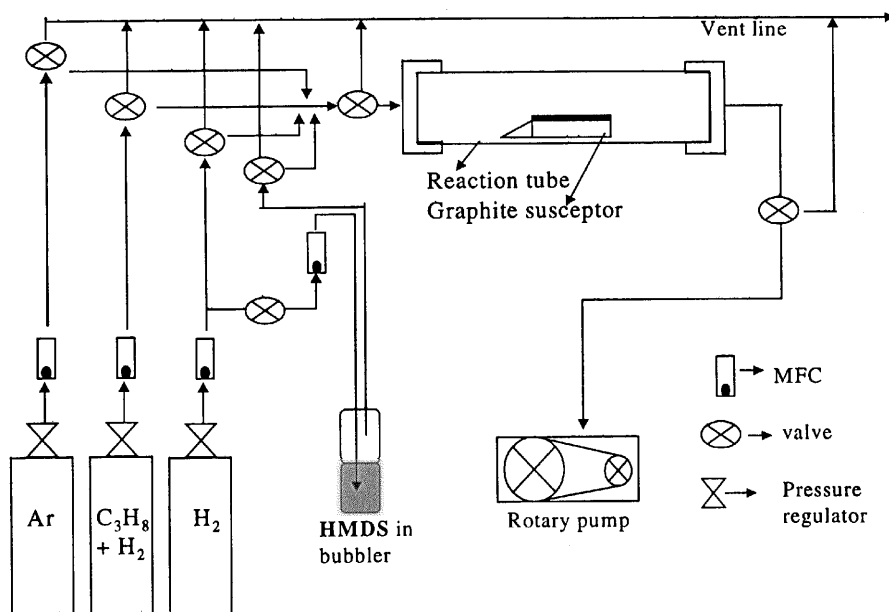 Vent line
Reaction tube
Graphite susceptor
MFC
valve
Pressure
regulator
Ar
C₃H₈
+ H₂
H₂
HMDS in
bubbler
Rotary pump